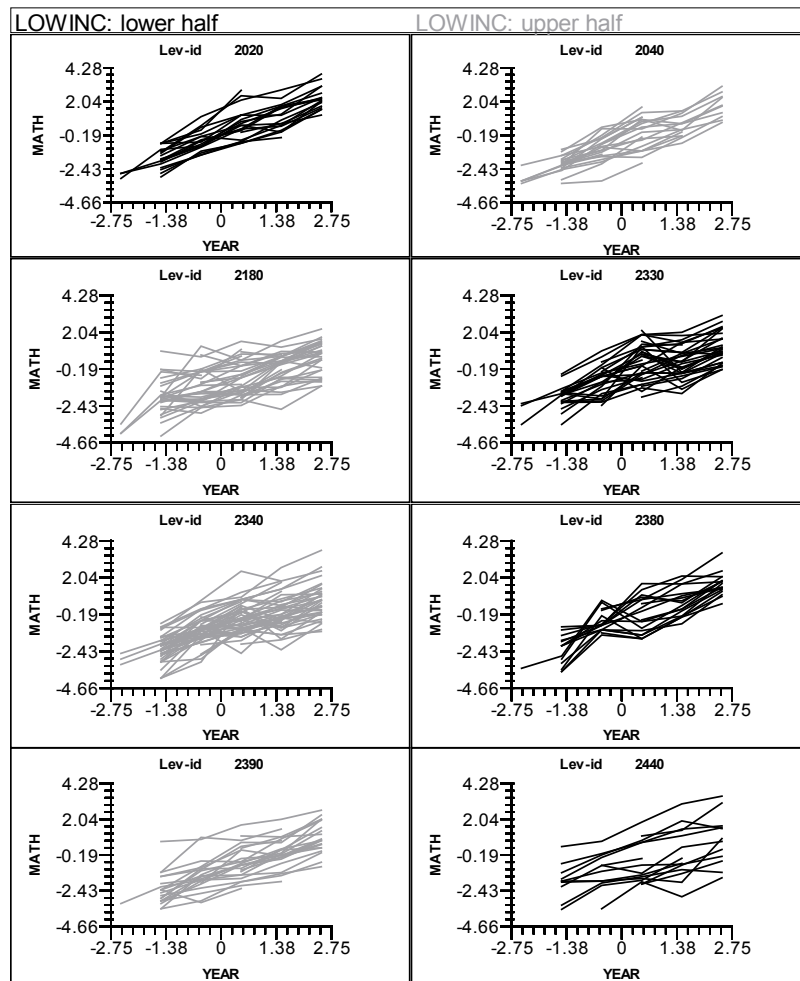 LOWINC: lower half LOWINC: upper half
Lev-id 2020 Lev-id 2040
4.28 4.28
2.04 2.04
-0.19 -0.19
-2.43 -2.43
-4.66 -4.66
MATH MATH
-2.75 -1.38 0 1.38 2.75 -2.75 -1.38 0 1.38 2.75
YEAR YEAR
Lev-id 2180 Lev-id 2330
4.28 4.28
2.04 2.04
-0.19 -0.19
-2.43 -2.43
-4.66 -4.66
MATH MATH
-2.75 -1.38 0 1.38 2.75 -2.75 -1.38 0 1.38 2.75
YEAR YEAR
Lev-id 2340 Lev-id 2380
4.28 4.28
2.04 2.04
-0.19 -0.19
-2.43 -2.43
-4.66 -4.66
MATH MATH
-2.75 -1.38 0 1.38 2.75 -2.75 -1.38 0 1.38 2.75
YEAR YEAR
Lev-id 2390 Lev-id 2440
4.28 4.28
2.04 2.04
-0.19 -0.19
-2.43 -2.43
-4.66 -4.66
MATH MATH
-2.75 -1.38 0 1.38 2.75 -2.75 -1.38 0 1.38 2.75
YEAR YEAR